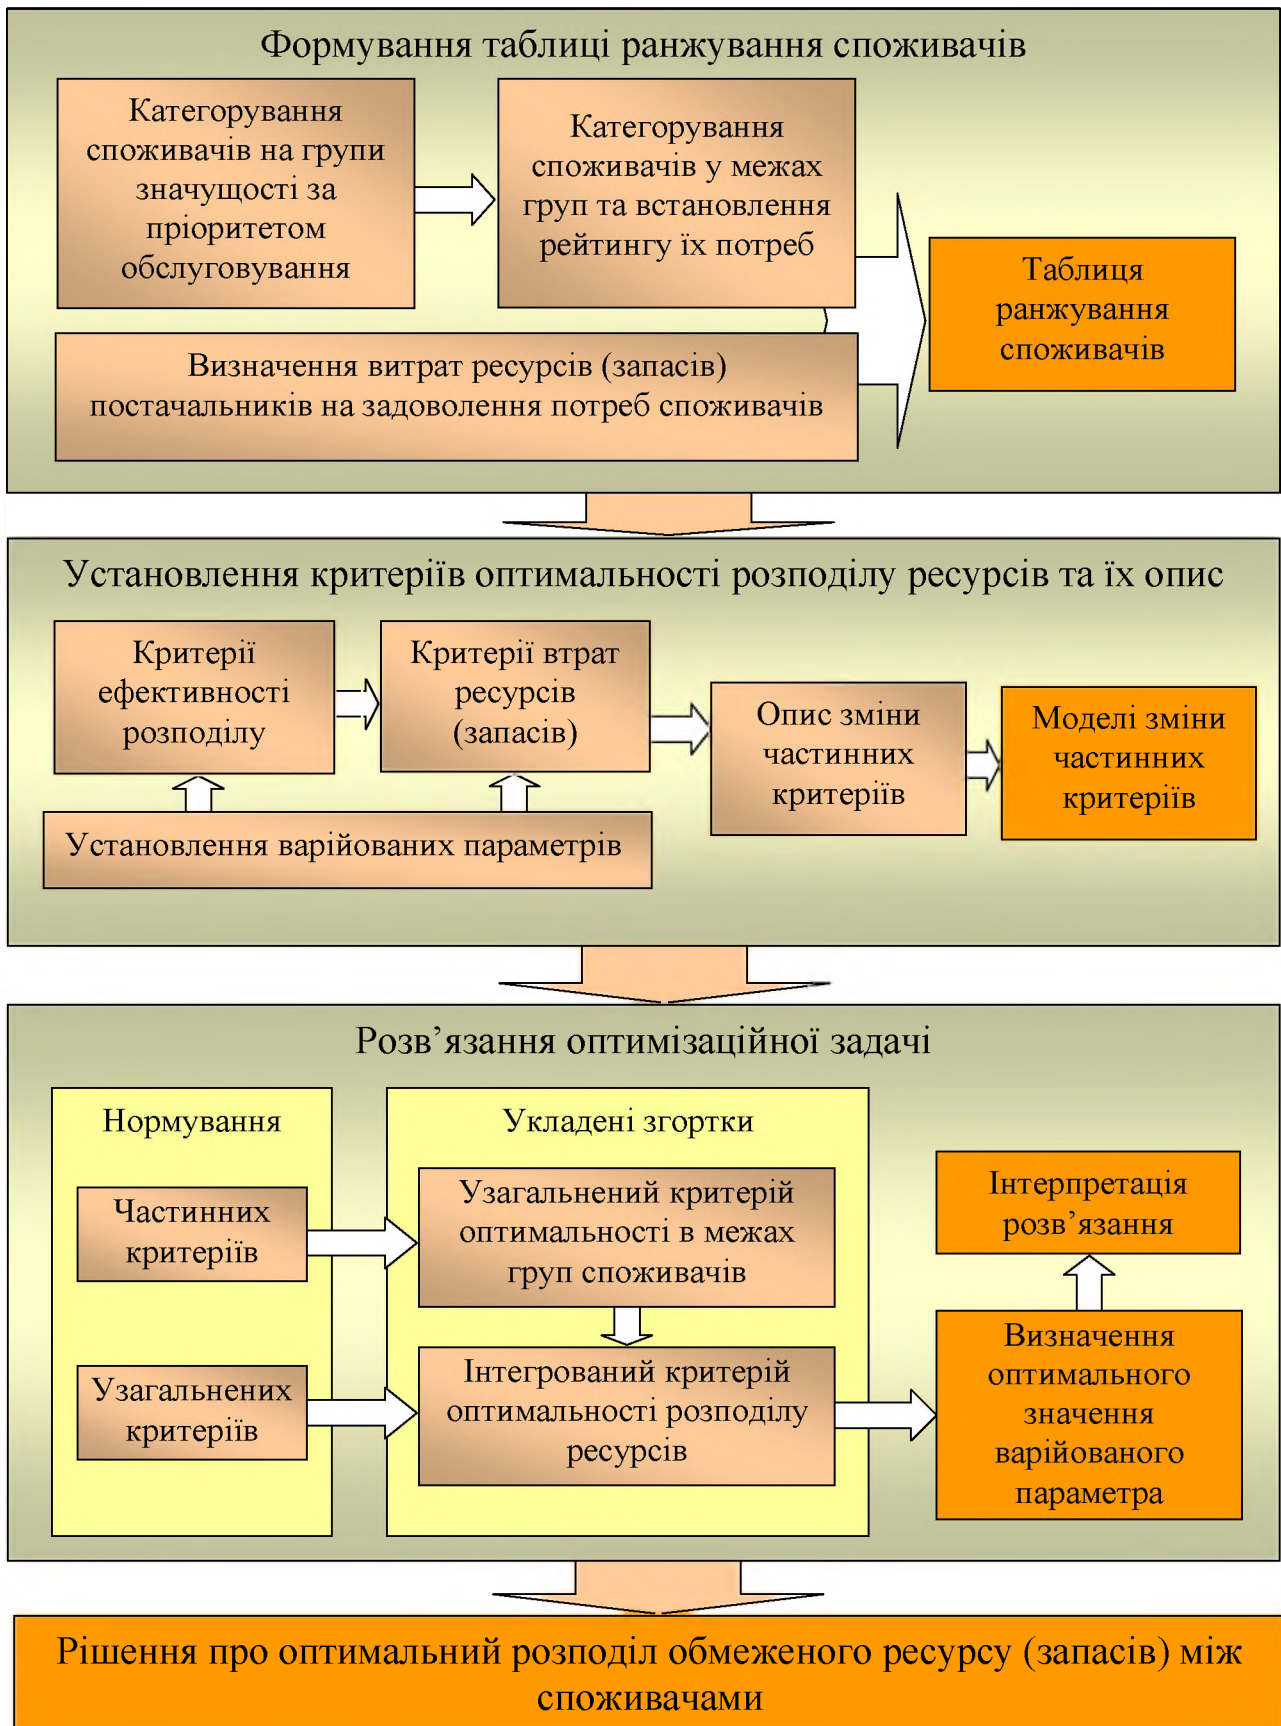 Формування таблиці ранжування споживачів
Категорування
споживачів на групи
значущості за
пріоритетом
обслуговування
Категорування
споживачів у межах
груп та встановлення
рейтингу їх потреб
Визначення витрат ресурсів (запасів)
постачальників на задоволення потреб споживачів
Таблиця
ранжування
споживачів
Установлення критеріїв оптимальності розподілу ресурсів та їх опис
Критерії
ефективності
розподілу
Критерії втрат
ресурсів
(запасів)
Опис зміни
частинних
критеріїв
Моделі зміни
частинних
критеріїв
Установлення варійованих параметрів
Розв’язання оптимізаційної задачі
Нормування
Частинних
критеріїв
Узагальнених
критеріїв
Укладені згортки
Узагальнений критерій
оптимальності в межах
груп споживачів
Інтегрований критерій
оптимальності розподілу
ресурсів
Інтерпретація
розв’язання
Визначення
оптимального
значення
варійованого
параметра
Рішення про оптимальний розподіл обмеженого ресурсу (запасів) між
споживачами